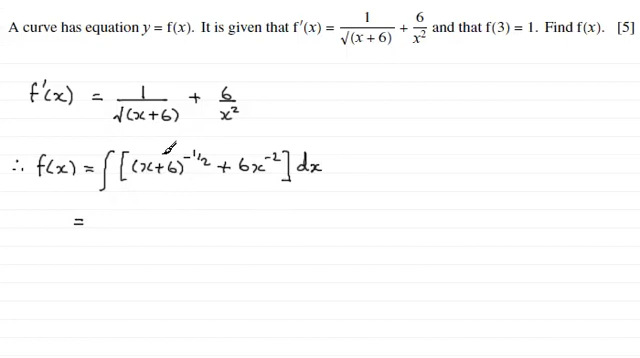 A curve has equation y = f(x). It is given that f′(x) = 1/√(x + 6) + 6/x² and that f(3) = 1. Find f(x). [5]
f′(x) = 1/√(x+6) + 6/x²
∴ f(x) = ∫ [(x+6)^(-1/2) + 6x^(-2)] dx
=